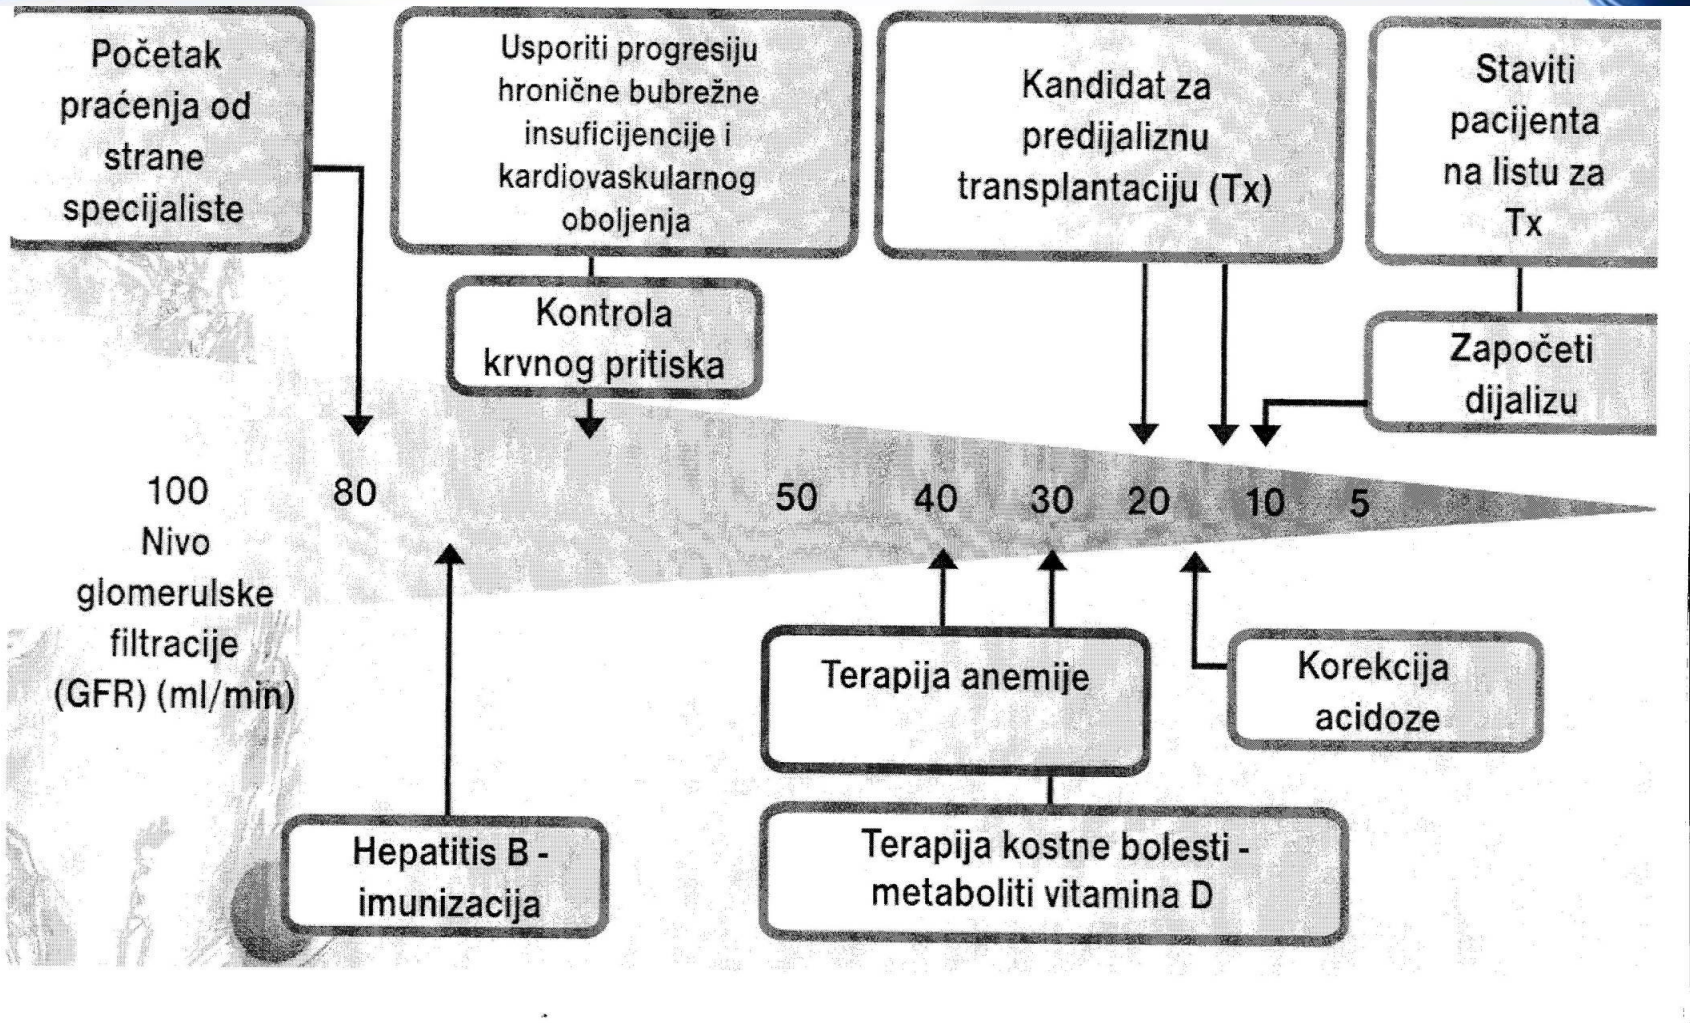 Početak
praćenja od
strane
specijaliste
Usporiti progresiju
hronične bubrežne
insuficijencije i
kardiovaskularnog
oboljenja
Kontrola
krvnog pritiska
Kandidat za
predijaliznu
transplantaciju (Tx)
Staviti
pacijenta
na listu za
Tx
Započeti
dijalizu
100 80 50 40 30 20 10 5
Nivo
glomerulske
filtracije
(GFR) (ml/min)
Hepatitis B -
imunizacija
Terapija anemije
Terapija kostne bolesti -
metaboliti vitamina D
Korekcija
acidoze